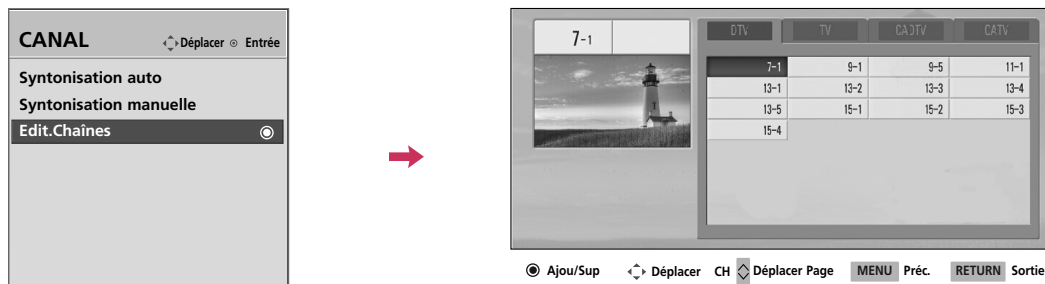 CANAL Déplacer Entrée
Syntonisation auto
Syntonisation manuelle
Edit.Chaînes
7-1
DTV TV CADTV CATV
7-1 9-1 9-5 11-1
13-1 13-2 13-3 13-4
13-5 15-1 15-2 15-3
15-4
Ajou/Sup Déplacer CH Déplacer Page MENU Préc. RETURN Sortie